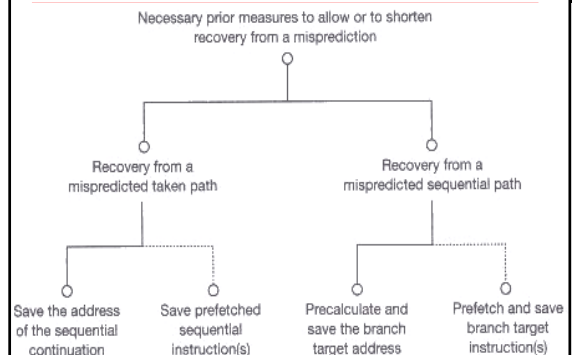 Necessary prior measures to allow or to shorten
recovery from a misprediction
Recovery from a
mispredicted taken path
Recovery from a
mispredicted sequential path
Save the address
of the sequential
continuation
Save prefetched
sequential
instruction(s)
Precalculate and
save the branch
target address
Prefetch and save
branch target
instruction(s)